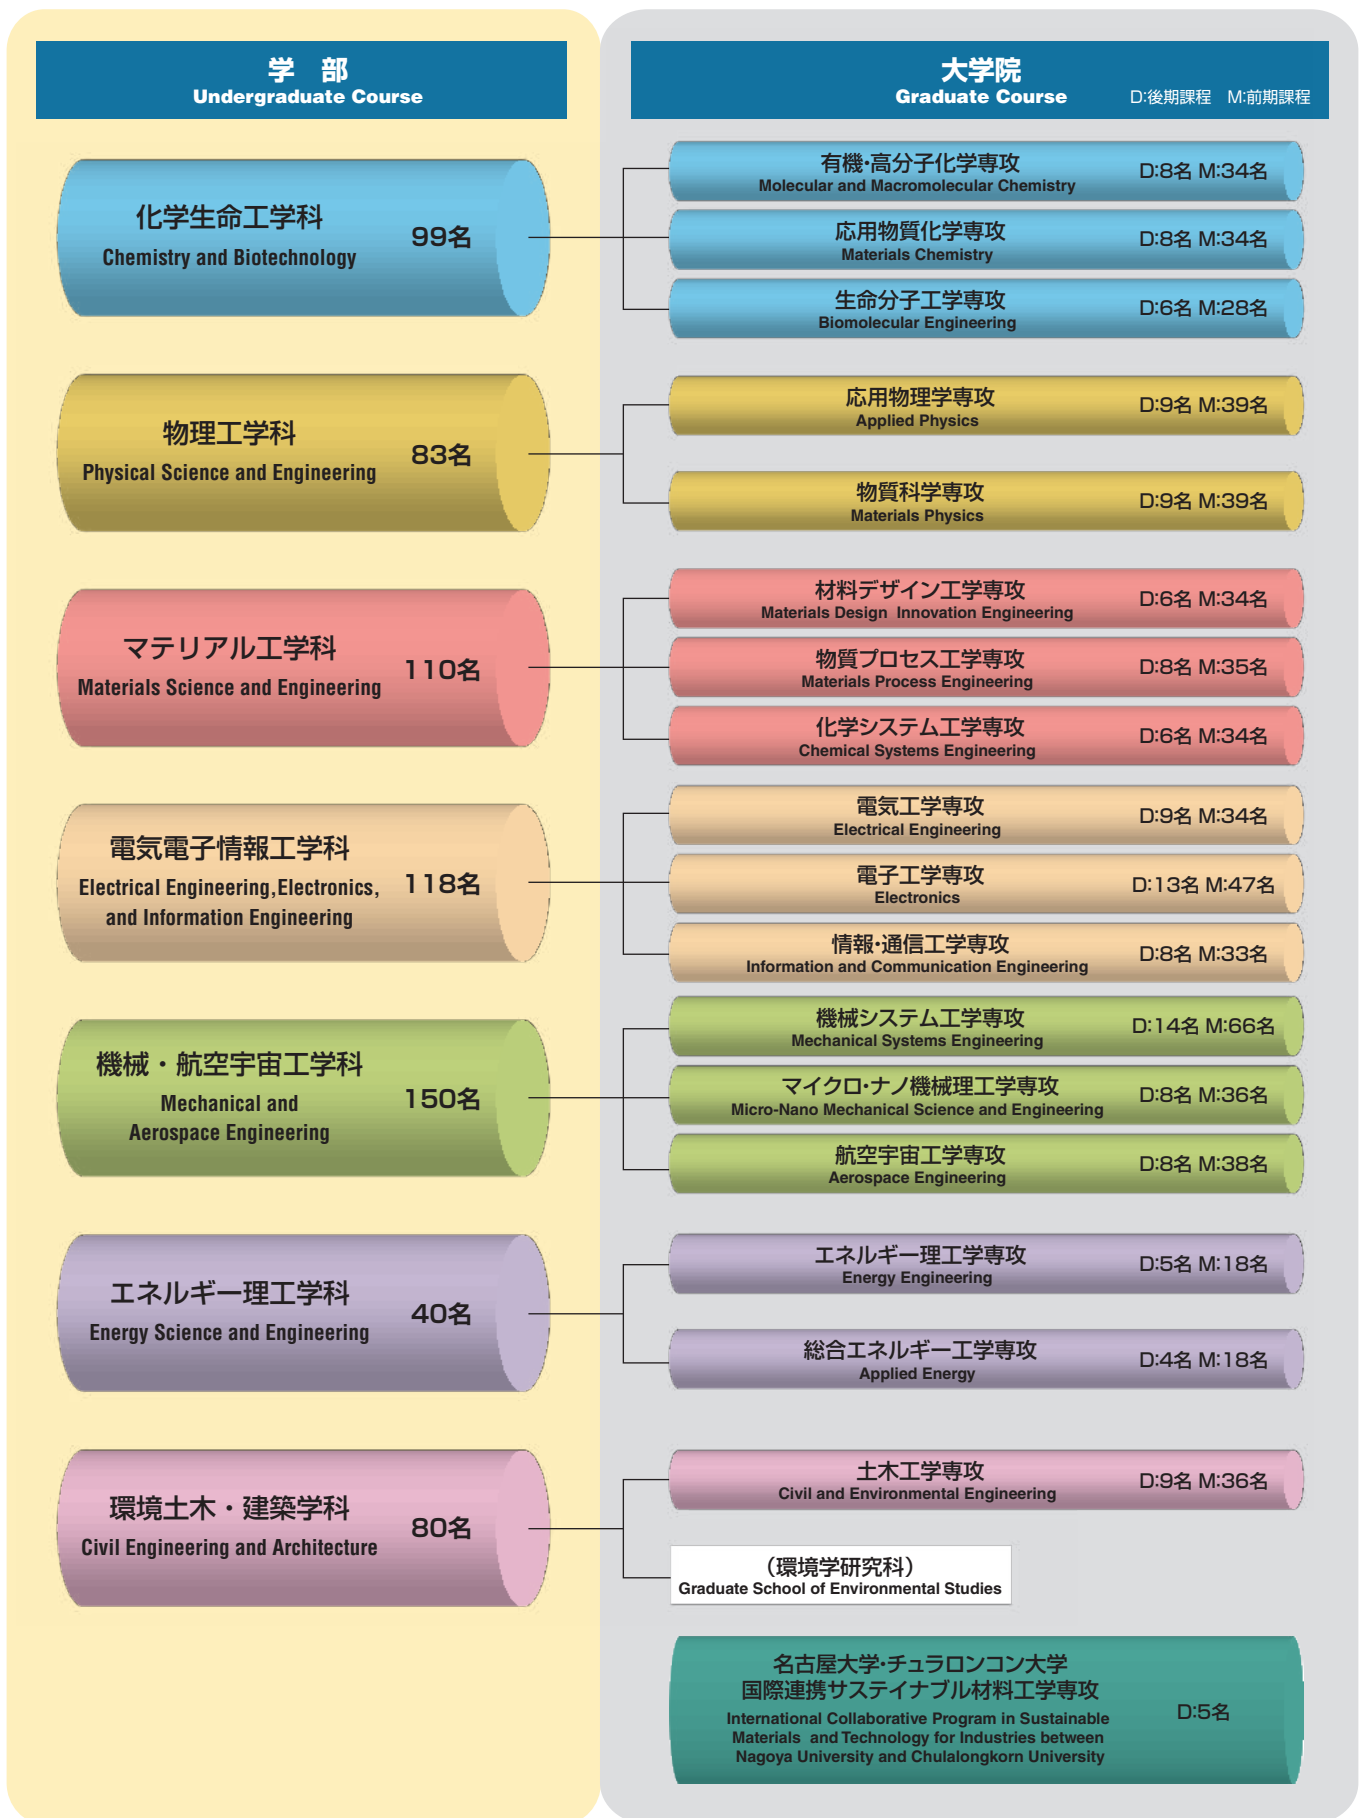 学　部
Undergraduate Course
大学院
Graduate Course
D:後期課程　M:前期課程
化学生命工学科
Chemistry and Biotechnology
99名
有機・高分子化学専攻
Molecular and Macromolecular Chemistry
D:8名 M:34名
応用物質化学専攻
Materials Chemistry
D:8名 M:34名
生命分子工学専攻
Biomolecular Engineering
D:6名 M:28名
物理工学科
Physical Science and Engineering
83名
応用物理学専攻
Applied Physics
D:9名 M:39名
物質科学専攻
Materials Physics
D:9名 M:39名
マテリアル工学科
Materials Science and Engineering
110名
材料デザイン工学専攻
Materials Design Innovation Engineering
D:6名 M:34名
物質プロセス工学専攻
Materials Process Engineering
D:8名 M:35名
化学システム工学専攻
Chemical Systems Engineering
D:6名 M:34名
電気電子情報工学科
Electrical Engineering,Electronics,
and Information Engineering
118名
電気工学専攻
Electrical Engineering
D:9名 M:34名
電子工学専攻
Electronics
D:13名 M:47名
情報・通信工学専攻
Information and Communication Engineering
D:8名 M:33名
機械・航空宇宙工学科
Mechanical and
Aerospace Engineering
150名
機械システム工学専攻
Mechanical Systems Engineering
D:14名 M:66名
マイクロ・ナノ機械理工学専攻
Micro-Nano Mechanical Science and Engineering
D:8名 M:36名
航空宇宙工学専攻
Aerospace Engineering
D:8名 M:38名
エネルギー理工学科
Energy Science and Engineering
40名
エネルギー理工学専攻
Energy Engineering
D:5名 M:18名
総合エネルギー工学専攻
Applied Energy
D:4名 M:18名
環境土木・建築学科
Civil Engineering and Architecture
80名
土木工学専攻
Civil and Environmental Engineering
D:9名 M:36名
（環境学研究科）
Graduate School of Environmental Studies
名古屋大学・チュラロンコン大学
国際連携サステイナブル材料工学専攻
International Collaborative Program in Sustainable
Materials and Technology for Industries between
Nagoya University and Chulalongkorn University
D:5名